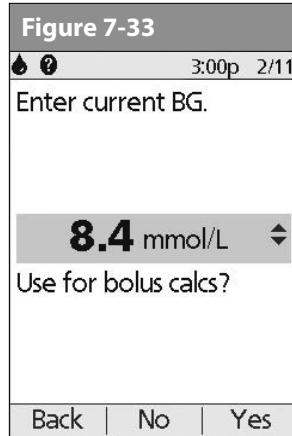 Figure 7-33
3:00p 2/11
Enter current BG.
8.4 mmol/L
Use for bolus calcs?
Back | No | Yes